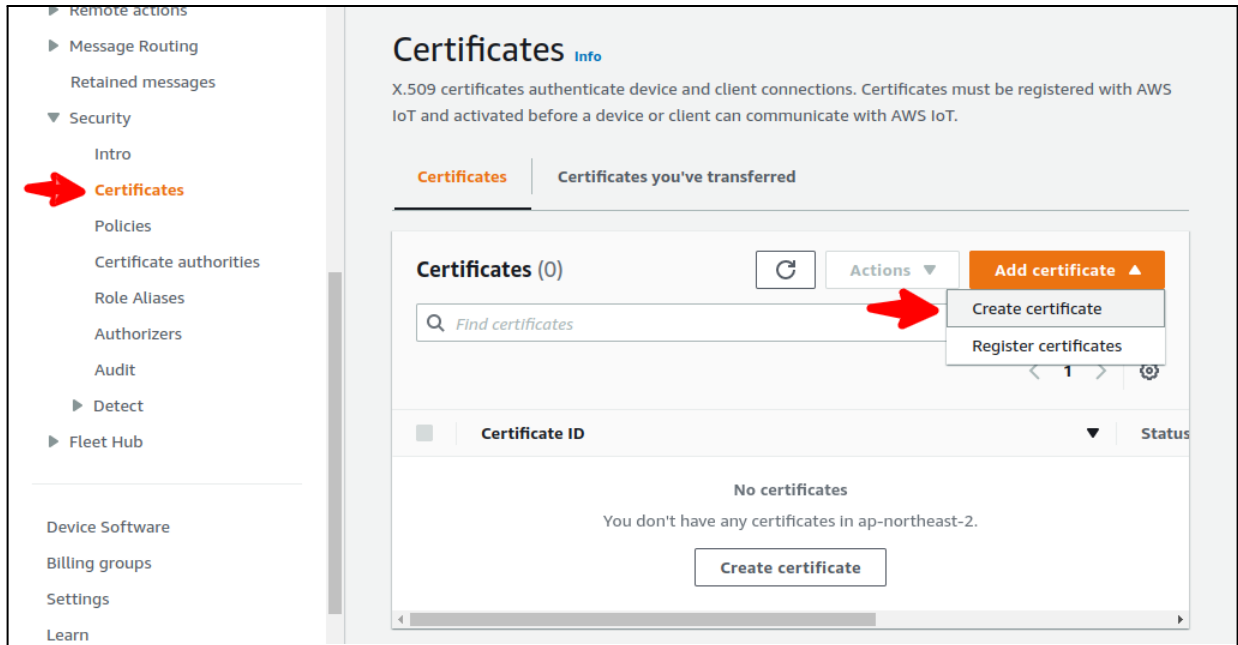 Remote actions
Message Routing
Retained messages
Security
Intro
Certificates
Policies
Certificate authorities
Role Aliases
Authorizers
Audit
Detect
Fleet Hub
Device Software
Billing groups
Settings
Learn
Certificates Info
X.509 certificates authenticate device and client connections. Certificates must be registered with AWS
IoT and activated before a device or client can communicate with AWS IoT.
Certificates Certificates you've transferred
Certificates (0) Actions Add certificate
Find certificates
Create certificate
Register certificates
1
Certificate ID Status
No certificates
You don't have any certificates in ap-northeast-2.
Create certificate